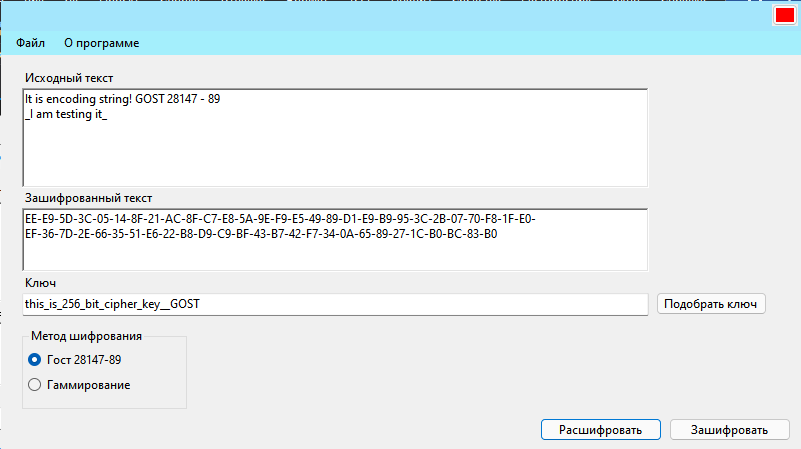 Файл О программе
Исходный текст
It is encoding string! GOST 28147 - 89
_I am testing it_
Зашифрованный текст
EE-E9-5D-3C-05-14-8F-21-AC-8F-C7-E8-5A-9E-F9-E5-49-89-D1-E9-B9-95-3C-2B-07-70-F8-1F-E0-
EF-36-7D-2E-66-35-51-E6-22-B8-D9-C9-BF-43-B7-42-F7-34-0A-65-89-27-1C-B0-BC-83-B0
Ключ
this_is_256_bit_cipher_key__GOST Подобрать ключ
Метод шифрования
Гост 28147-89
Гаммирование
Расшифровать Зашифровать